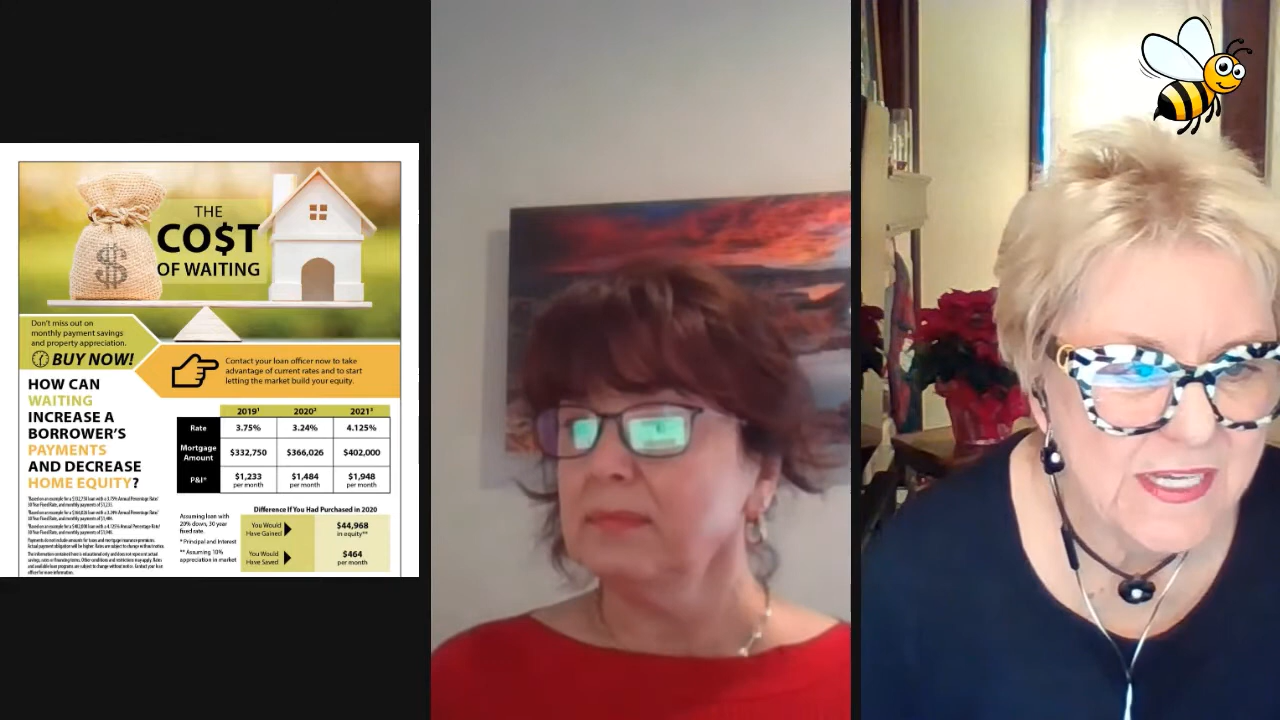 THE
CO$T
OF WAITING
Don't miss out on
monthly payment savings
and property appreciation.
BUY NOW!
Contact your loan officer now to take
advantage of current rates and to start
letting the market build your equity.
HOW CAN
WAITING
INCREASE A
BORROWER'S
PAYMENTS
AND DECREASE
HOME EQUITY?
2019¹ 2020² 2021³
Rate 3.75% 3.24% 4.125%
Mortgage
Amount $332,750 $366,026 $402,000
P&I* $1,233 $1,484 $1,948
per month per month per month
Assuming loan with
20% down, 30 year
fixed rate.
* Principal and Interest
** Assuming 10%
appreciation in market
Difference If You Had Purchased in 2020
You Would
Have Gained
$44,968
in equity**
You Would
Have Saved
$464
per month